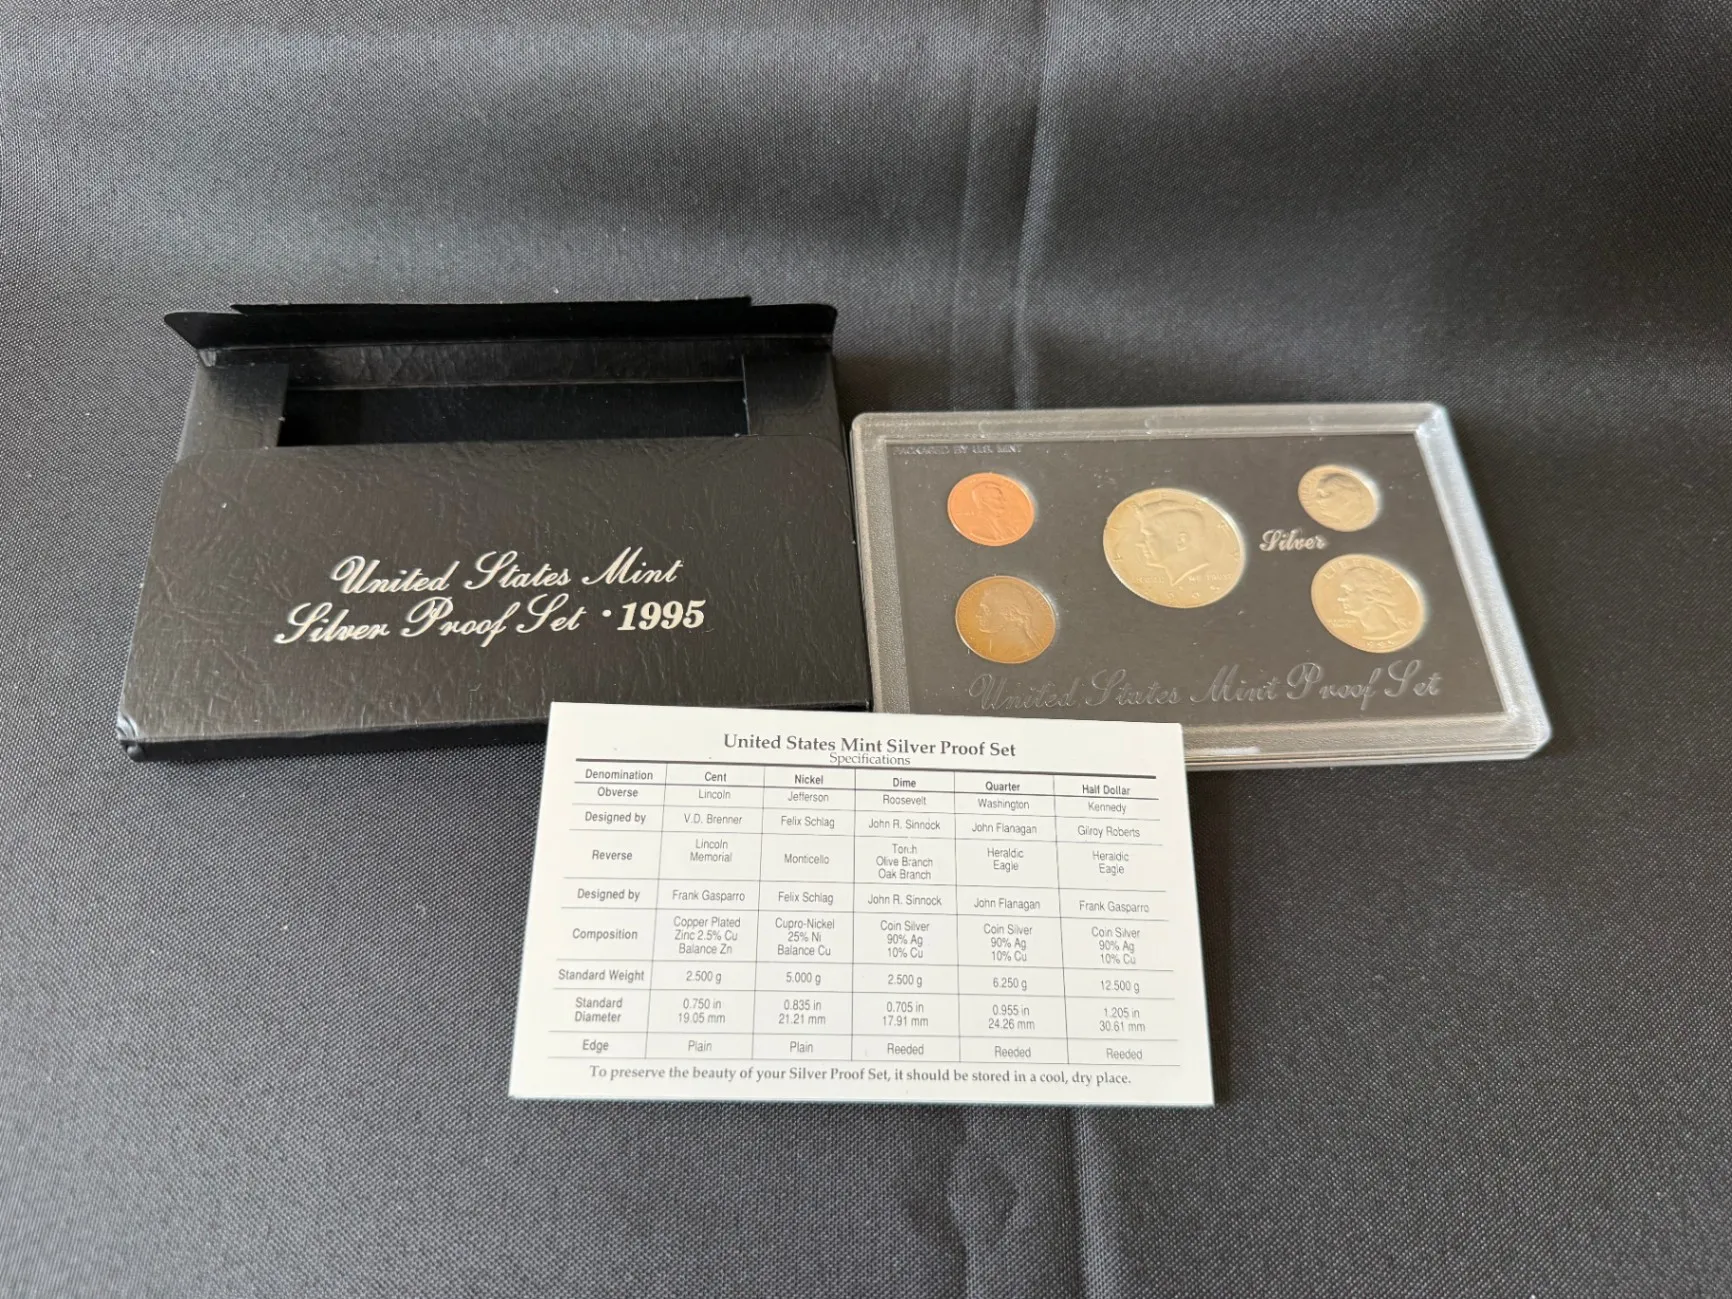 United States Mint
Silver Proof Set · 1995
PACKAGED BY U.S. MINT
Silver
United States Mint Proof Set
United States Mint Silver Proof Set
Specifications
Denomination Cent Nickel Dime Quarter Half Dollar
Obverse Lincoln Jefferson Roosevelt Washington Kennedy
Designed by V.D. Brenner Felix Schlag John R. Sinnock John Flanagan Gilroy Roberts
Reverse Lincoln Memorial Monticello Torch Olive Branch Oak Branch Heraldic Eagle Heraldic Eagle
Designed by Frank Gasparro Felix Schlag John R. Sinnock John Flanagan Frank Gasparro
Composition Copper Plated Zinc 2.5% Cu Balance Zn Cupro-Nickel 25% Ni Balance Cu Coin Silver 90% Ag 10% Cu Coin Silver 90% Ag 10% Cu Coin Silver 90% Ag 10% Cu
Standard Weight 2.500 g 5.000 g 2.500 g 6.250 g 12.500 g
Standard Diameter 0.750 in 19.05 mm 0.835 in 21.21 mm 0.705 in 17.91 mm 0.955 in 24.26 mm 1.205 in 30.61 mm
Edge Plain Plain Reeded Reeded Reeded
To preserve the beauty of your Silver Proof Set, it should be stored in a cool, dry place.